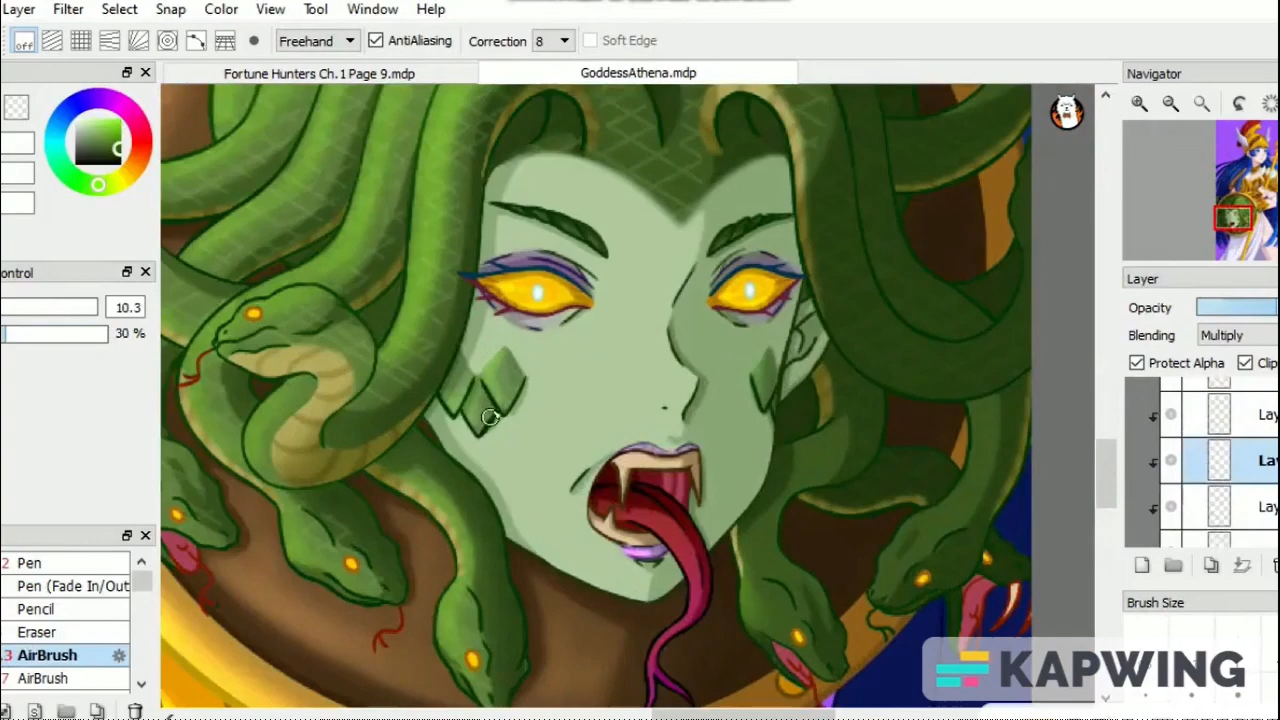 Layer Filter Select Snap Color View Tool Window Help
off Freehand AntiAliasing Correction 8 Soft Edge
Fortune Hunters Ch.1 Page 9.mdp GoddessAthena.mdp
Navigator
ontrol
10.3
30 %
Layer
Opacity
Blending Multiply
Protect Alpha Clip
Lay
Lay
Lay
2 Pen
Pen (Fade In/Out
Pencil
Eraser
.3 AirBrush
7 AirBrush
Brush Size
KAPWING